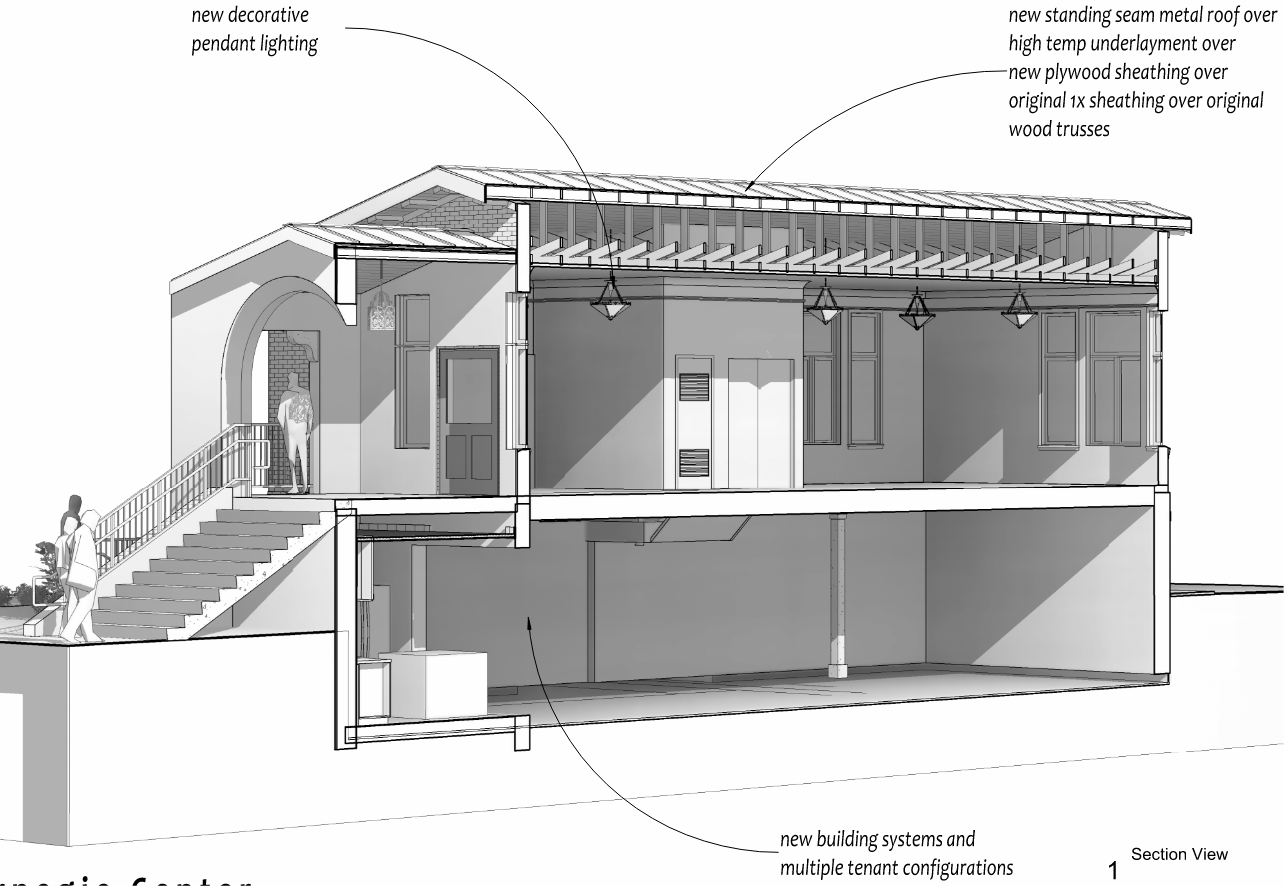 new decorative
pendant lighting
new standing seam metal roof over
high temp underlayment over
new plywood sheathing over
original 1x sheathing over original
wood trusses
new building systems and
multiple tenant configurations
1 Section View
Center